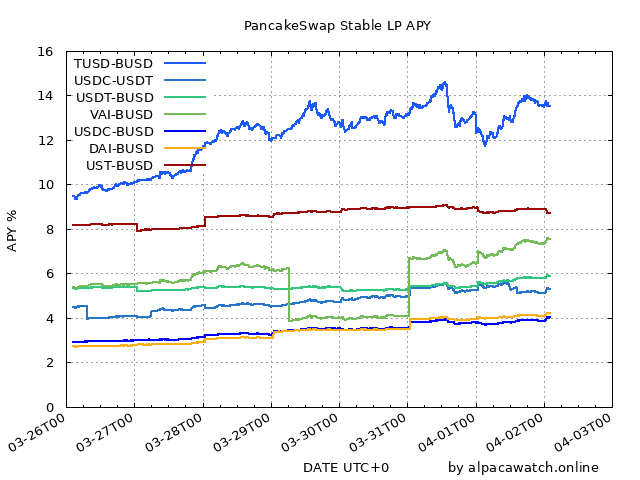 PancakeSwap Stable LP APY
16
14
12
10
8
6
4
2
0
APY %
TUSD-BUSD
USDC-USDT
USDT-BUSD
VAI-BUSD
USDC-BUSD
DAI-BUSD
UST-BUSD
03-26T00
03-27T00
03-28T00
03-29T00
03-30T00
03-31T00
04-01T00
04-02T00
04-03T00
DATE UTC+0
by alpacawatch.online